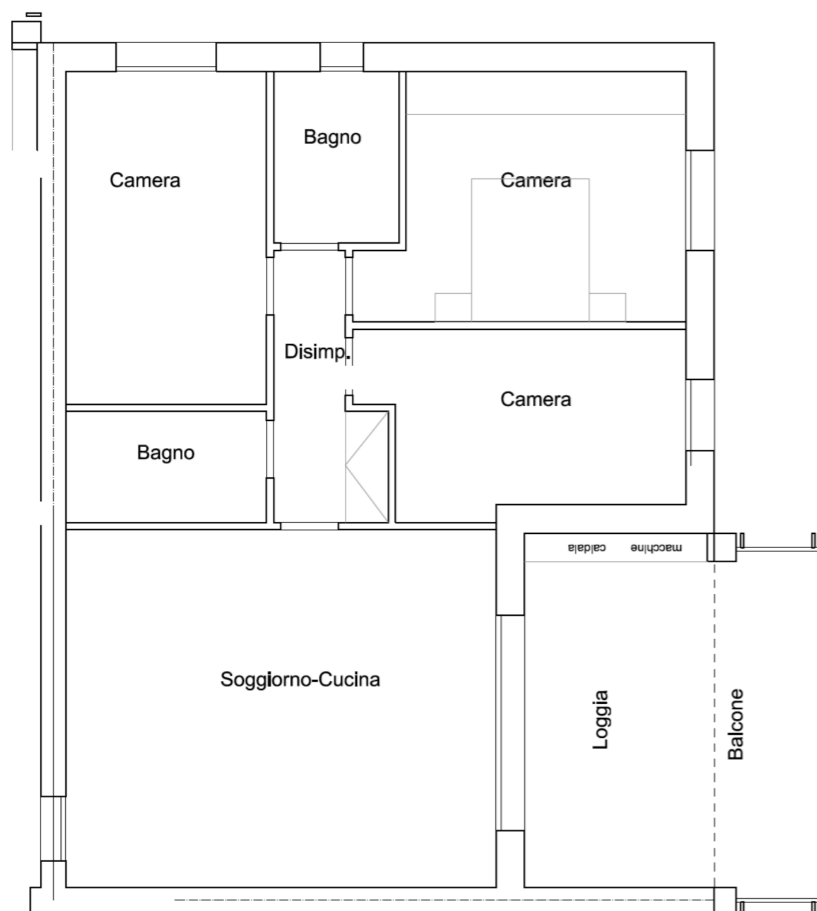 Bagno
Camera
Camera
Disimp.
Camera
Bagno
caldaia macchine
Soggiorno-Cucina
Loggia
Balcone